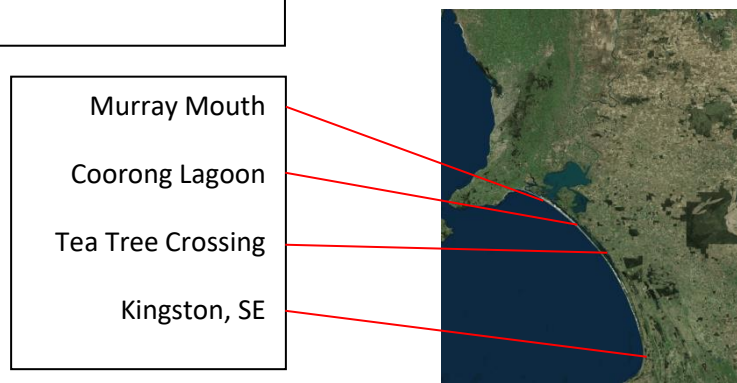 Murray Mouth
Coorong Lagoon
Tea Tree Crossing
Kingston, SE